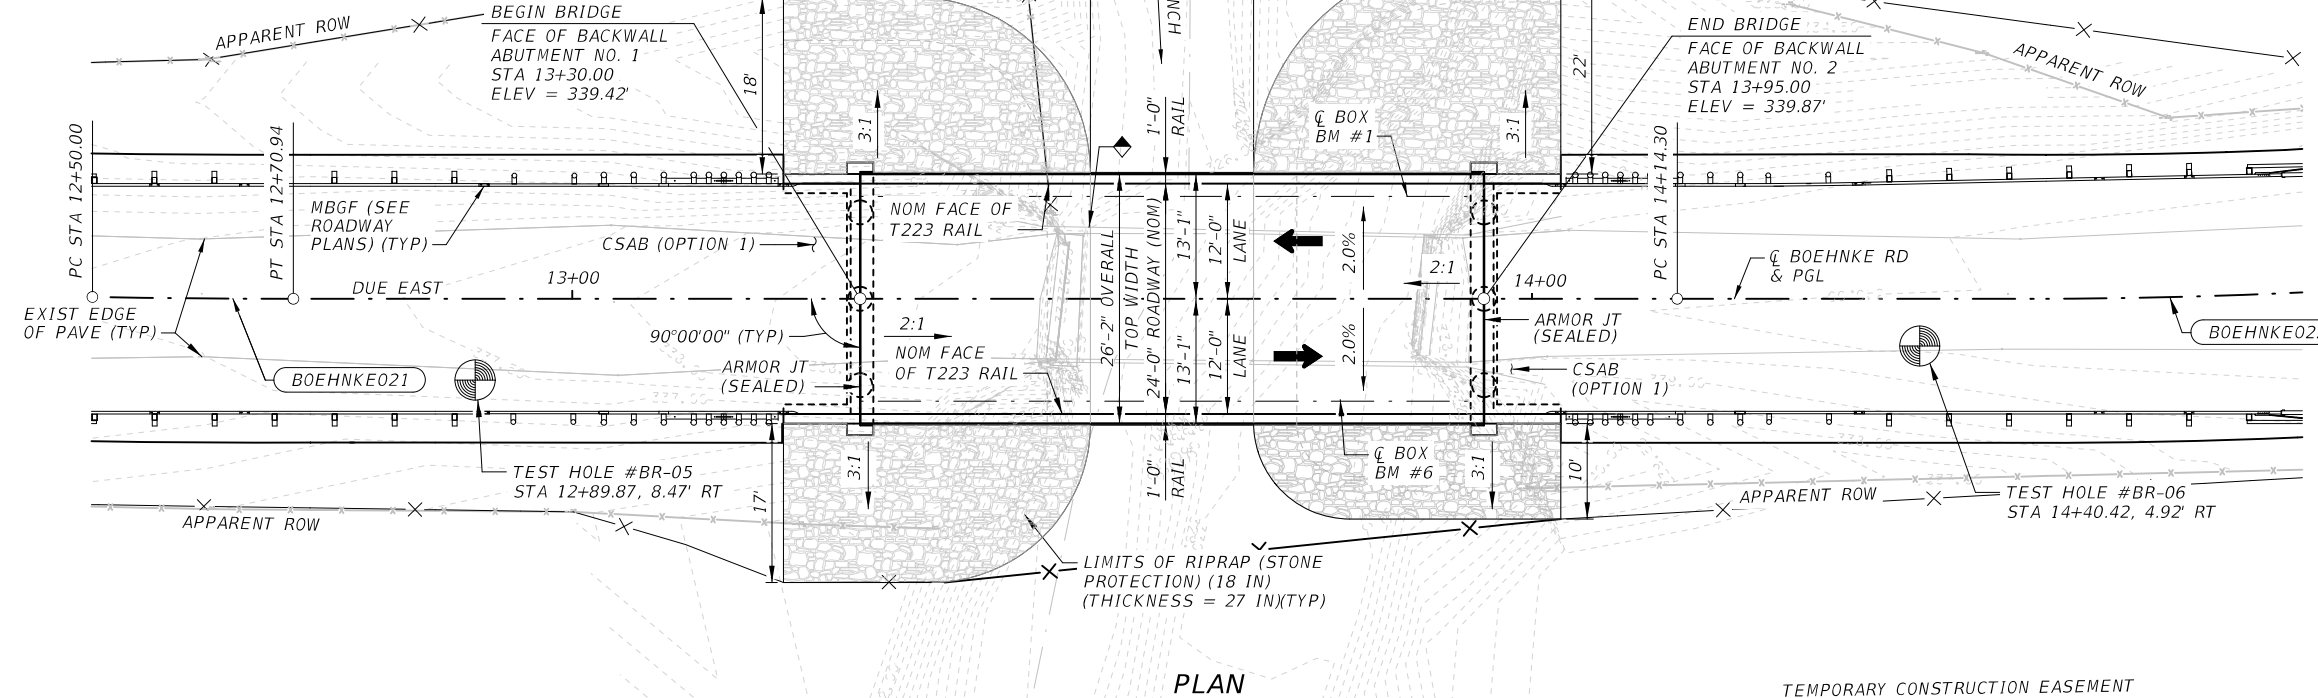 APPARENT ROW
BEGIN BRIDGE
FACE OF BACKWALL
ABUTMENT NO. 1
STA 13+30.00
ELEV = 339.42'
18'
3:1
1'-0"
RAIL
℄ BOX
BM #1
3:1
22'
END BRIDGE
FACE OF BACKWALL
ABUTMENT NO. 2
STA 13+95.00
ELEV = 339.87'
APPARENT ROW
PC STA 12+50.00
PT STA 12+70.94
MBGF (SEE
ROADWAY
PLANS) (TYP)
CSAB (OPTION 1)
NOM FACE OF
T223 RAIL
26'-2" OVERALL
TOP WIDTH
24'-0" ROADWAY (NOM)
13'-1"
12'-0"
LANE
2.0%
2:1
PC STA 14+14.30
℄ BOEHNKE RD
& PGL
DUE EAST
13+00
14+00
EXIST EDGE
OF PAVE (TYP)
90°00'00" (TYP)
2:1
NOM FACE
OF T223 RAIL
13'-1"
12'-0"
LANE
2.0%
ARMOR JT
(SEALED)
BOEHNKE021
ARMOR JT
(SEALED)
CSAB
(OPTION 1)
TEST HOLE #BR-05
STA 12+89.87, 8.47' RT
17'
3:1
1'-0"
RAIL
℄ BOX
BM #6
3:1
10'
APPARENT ROW
TEST HOLE #BR-06
STA 14+40.42, 4.92' RT
APPARENT ROW
LIMITS OF RIPRAP (STONE
PROTECTION) (18 IN)
(THICKNESS = 27 IN)(TYP)
PLAN
TEMPORARY CONSTRUCTION EASEMENT